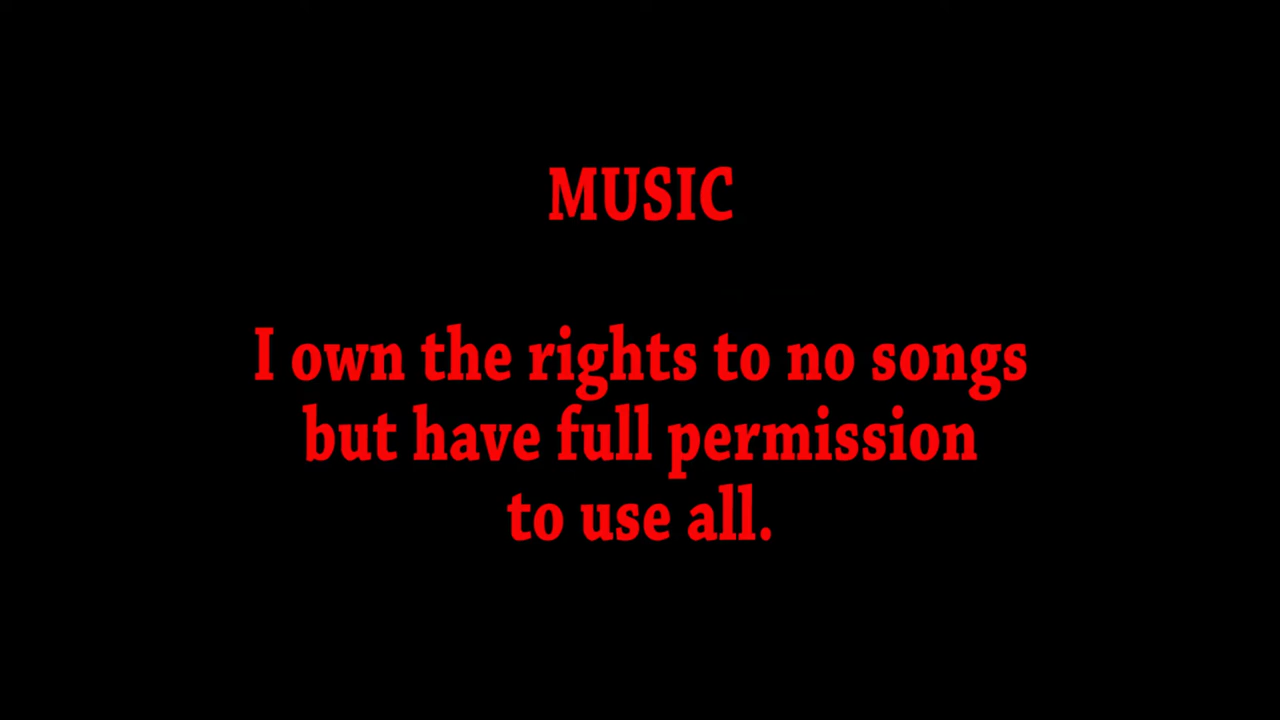 MUSIC
I own the rights to no songs
but have full permission
to use all.